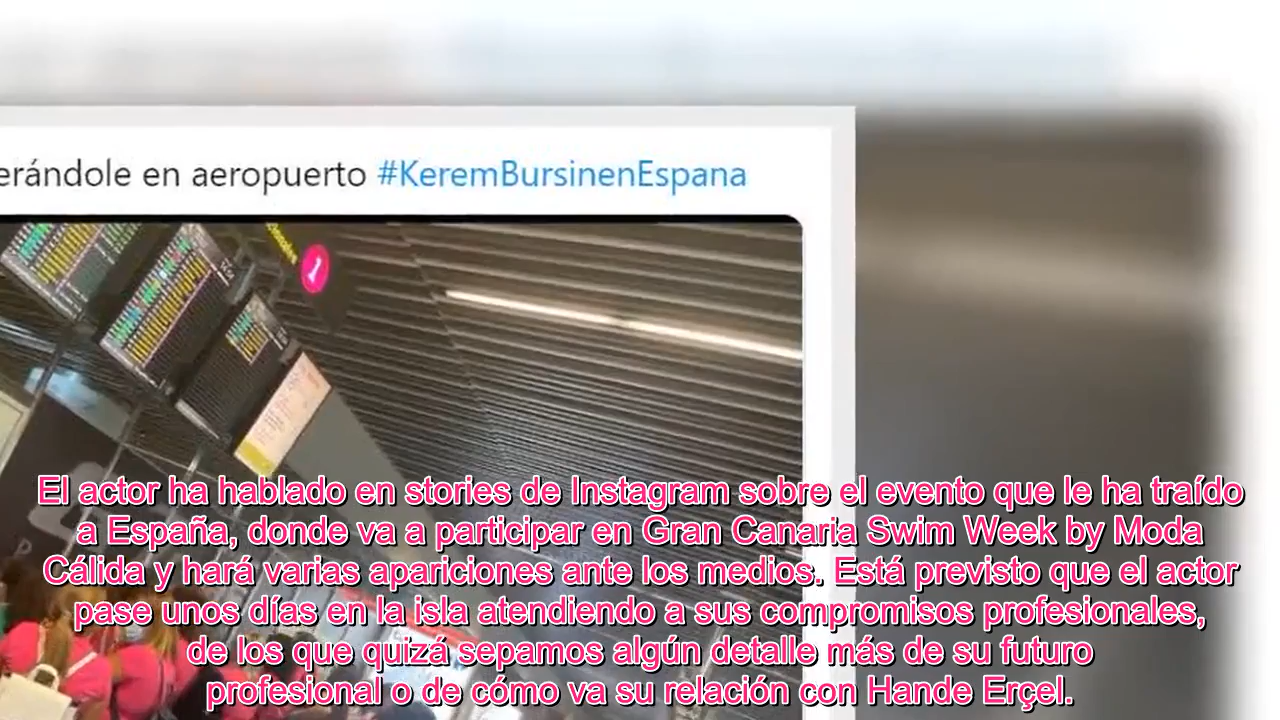 erándole en aeropuerto #KeremBursinenEspana
1
El actor ha hablado en stories de Instagram sobre el evento que le ha traído
a España, donde va a participar en Gran Canaria Swim Week by Moda
Cálida y hará varias apariciones ante los medios. Está previsto que el actor
pase unos días en la isla atendiendo a sus compromisos profesionales,
de los que quizá sepamos algún detalle más de su futuro
profesional o de cómo va su relación con Hande Erçel.